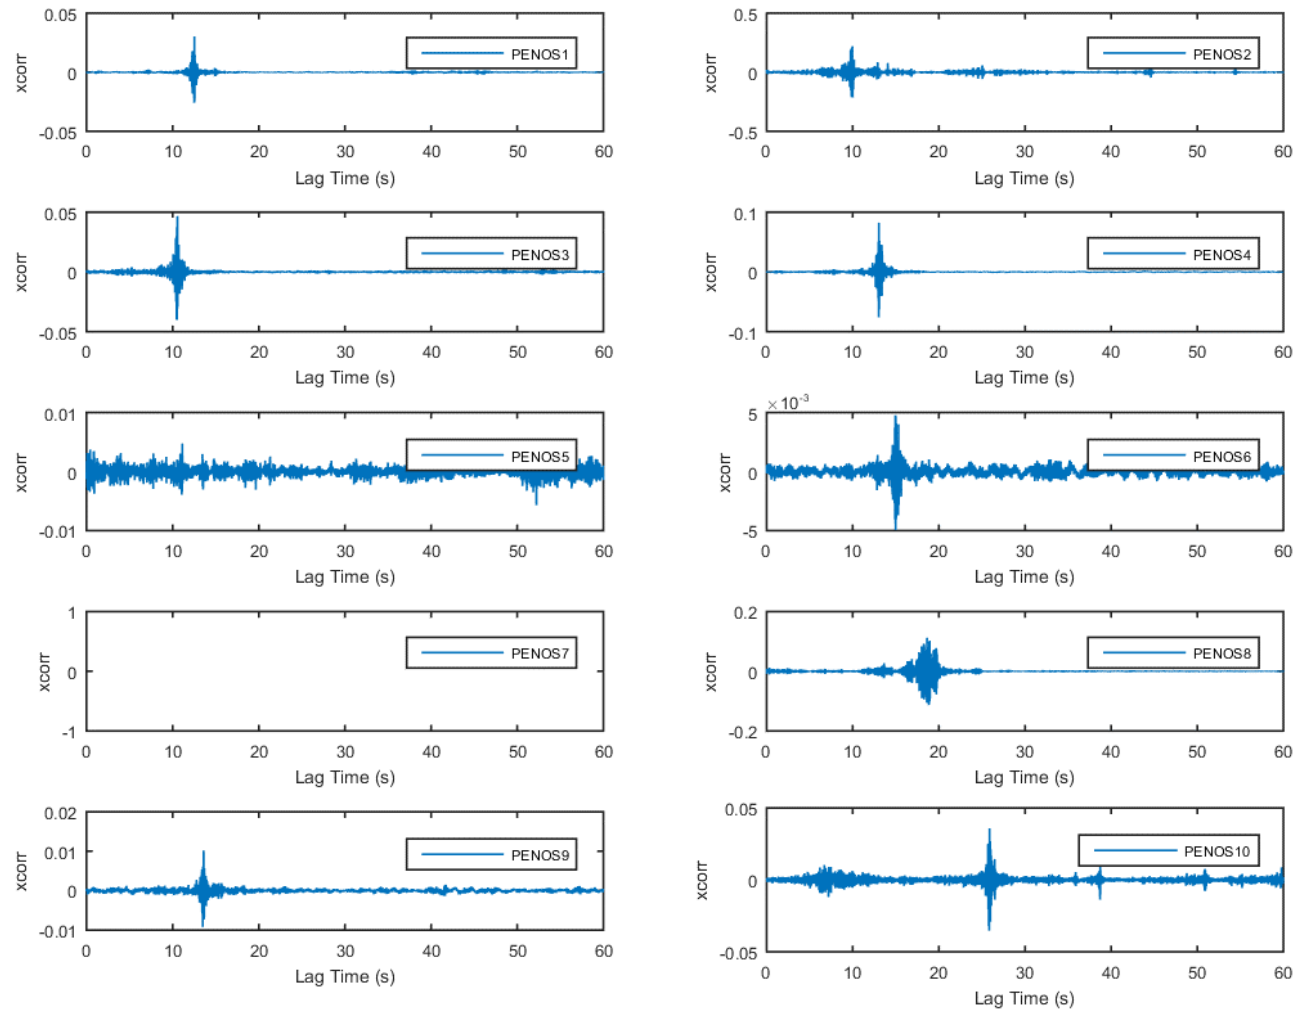 0.05
xcorr
0
-0.05
PENOS1
0 10 20 30 40 50 60
Lag Time (s)
0.5
xcorr
0
-0.5
PENOS2
0 10 20 30 40 50 60
Lag Time (s)
0.05
xcorr
0
-0.05
PENOS3
0 10 20 30 40 50 60
Lag Time (s)
0.1
xcorr
0
-0.1
PENOS4
0 10 20 30 40 50 60
Lag Time (s)
0.01
xcorr
0
-0.01
PENOS5
0 10 20 30 40 50 60
Lag Time (s)
×10⁻³
5
xcorr
0
-5
PENOS6
0 10 20 30 40 50 60
Lag Time (s)
1
xcorr
0
-1
PENOS7
0 10 20 30 40 50 60
Lag Time (s)
0.2
xcorr
0
-0.2
PENOS8
0 10 20 30 40 50 60
Lag Time (s)
0.02
0.01
xcorr
0
-0.01
PENOS9
0 10 20 30 40 50 60
Lag Time (s)
0.05
xcorr
0
-0.05
PENOS10
0 10 20 30 40 50 60
Lag Time (s)